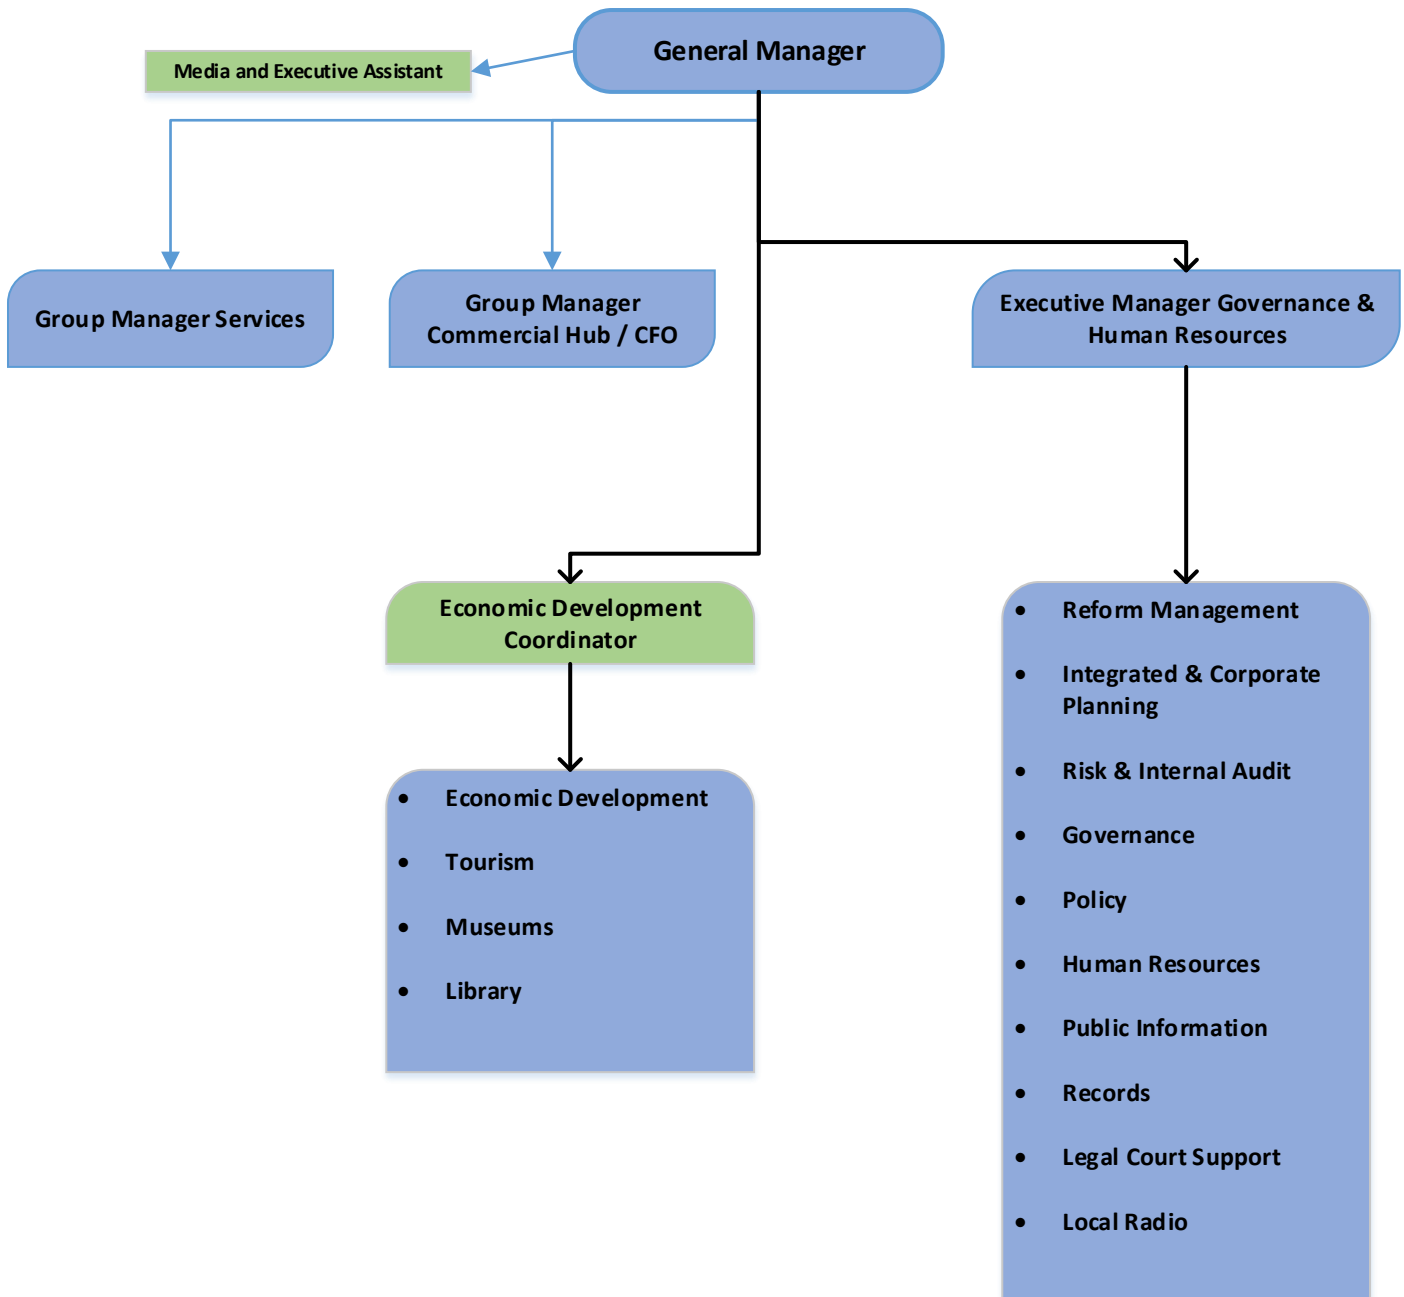 General Manager
Media and Executive Assistant
Group Manager Services
Group Manager
Commercial Hub / CFO
Executive Manager Governance &
Human Resources
Economic Development
Coordinator
• Economic Development
• Tourism
• Museums
• Library
• Reform Management
• Integrated & Corporate
Planning
• Risk & Internal Audit
• Governance
• Policy
• Human Resources
• Public Information
• Records
• Legal Court Support
• Local Radio